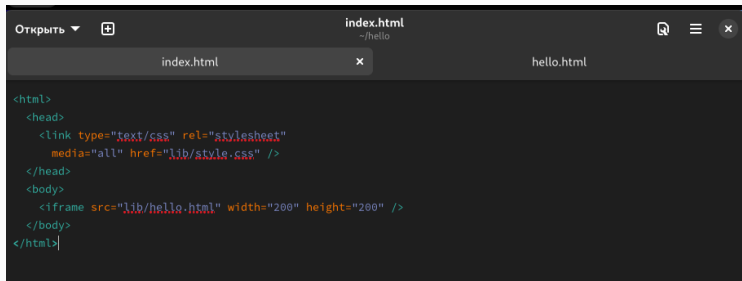 Открыть
index.html
~/hello
index.html
hello.html
<html>
  <head>
    <link type="text/css" rel="stylesheet"
      media="all" href="lib/style.css" />
  </head>
  <body>
    <iframe src="lib/hello.html" width="200" height="200" />
  </body>
</html>